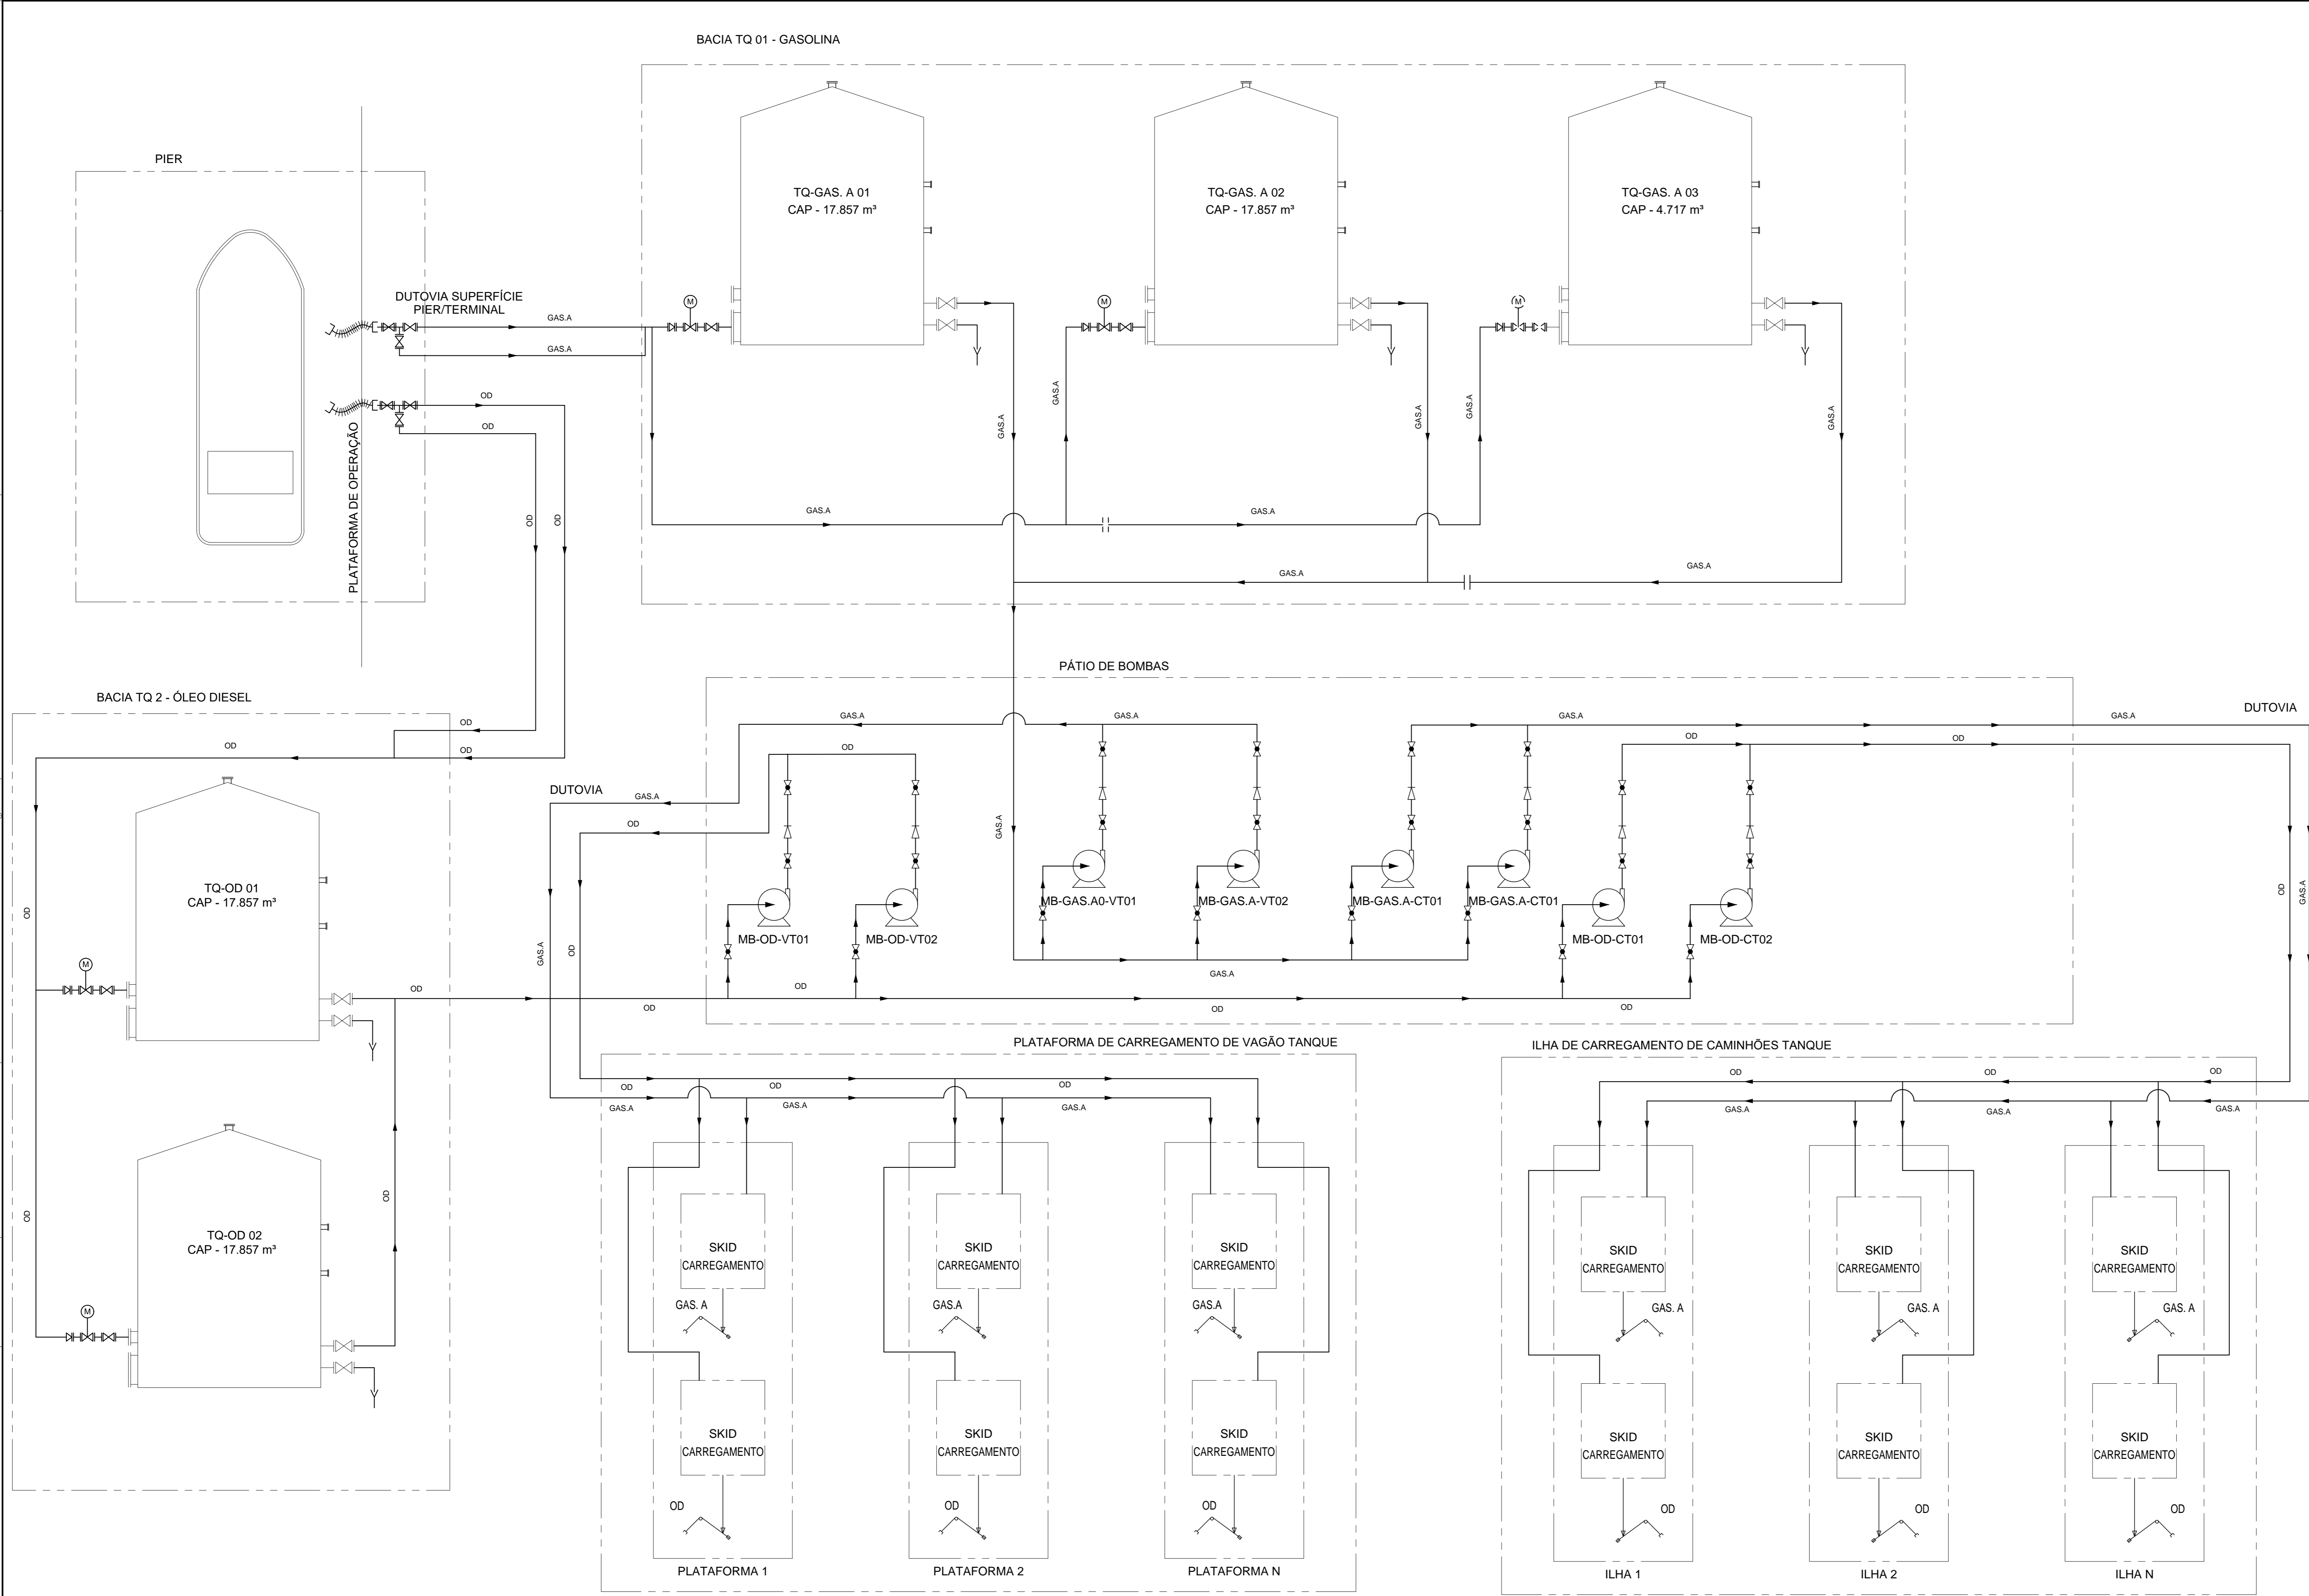 BACIA TQ 01 - GASOLINA
TQ-GAS. A 01
CAP - 17.857 m³
TQ-GAS. A 02
CAP - 17.857 m³
TQ-GAS. A 03
CAP - 4.717 m³
M
M
M
PIER
DUTOVIA SUPERFÍCIE
PIER/TERMINAL
GAS.A
GAS.A
OD
OD
PLATAFORMA DE OPERAÇÃO
OD
OD
GAS.A
GAS.A
GAS.A
GAS.A
GAS.A
GAS.A
GAS.A
GAS.A
GAS.A
BACIA TQ 2 - ÓLEO DIESEL
OD
OD
OD
TQ-OD 01
CAP - 17.857 m³
OD
M
OD
TQ-OD 02
CAP - 17.857 m³
OD
OD
M
PÁTIO DE BOMBAS
GAS.A
GAS.A
GAS.A
GAS.A
DUTOVIA
OD
OD
OD
DUTOVIA
GAS.A
OD
GAS.A
MB-OD-VT01
MB-OD-VT02
MB-GAS.A0-VT01
MB-GAS.A-VT02
MB-GAS.A-CT01
MB-GAS.A-CT01
MB-OD-CT01
MB-OD-CT02
GAS.A
OD
OD
GAS.A
GAS.A
OD
OD
OD
OD
PLATAFORMA DE CARREGAMENTO DE VAGÃO TANQUE
OD
OD
OD
GAS.A
GAS.A
GAS.A
SKID
CARREGAMENTO
SKID
CARREGAMENTO
SKID
CARREGAMENTO
GAS. A
GAS.A
GAS.A
SKID
CARREGAMENTO
SKID
CARREGAMENTO
SKID
CARREGAMENTO
OD
OD
OD
PLATAFORMA 1
PLATAFORMA 2
PLATAFORMA N
ILHA DE CARREGAMENTO DE CAMINHÕES TANQUE
OD
OD
OD
GAS.A
GAS.A
GAS.A
SKID
CARREGAMENTO
SKID
CARREGAMENTO
SKID
CARREGAMENTO
GAS. A
GAS. A
GAS. A
SKID
CARREGAMENTO
SKID
CARREGAMENTO
SKID
CARREGAMENTO
OD
OD
OD
ILHA 1
ILHA 2
ILHA N